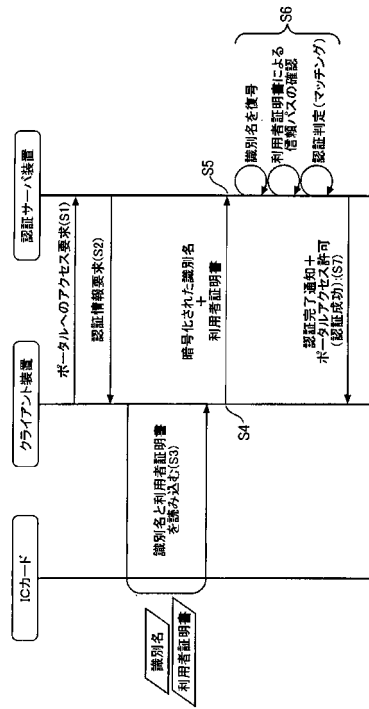 ICカード
クライアント装置
認証サーバ装置
ポータルへのアクセス要求(S1)
認証情報要求(S2)
識別名
利用者証明書
識別名と利用者証明書
を読み込む(S3)
暗号化された識別名
+
利用者証明書
S4
S5
識別名を復号
利用者証明書による
信頼パスの確認
認証判定(マッチング)
S6
認証完了通知+
ポータルアクセス許可
(認証成功)(S7)